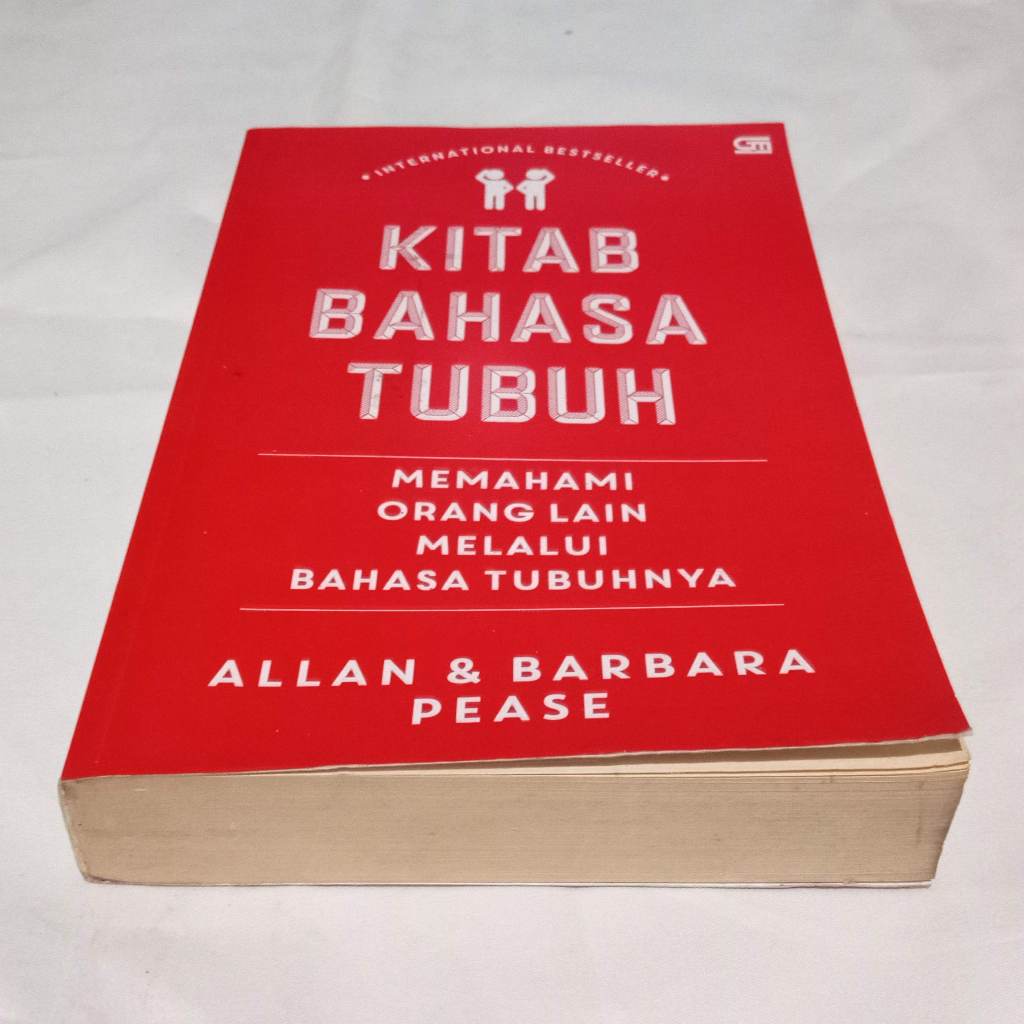 INTERNATIONAL BESTSELLER
KITAB
BAHASA
TUBUH
MEMAHAMI
ORANG LAIN
MELALUI
BAHASA TUBUHNYA
ALLAN & BARBARA
PEASE